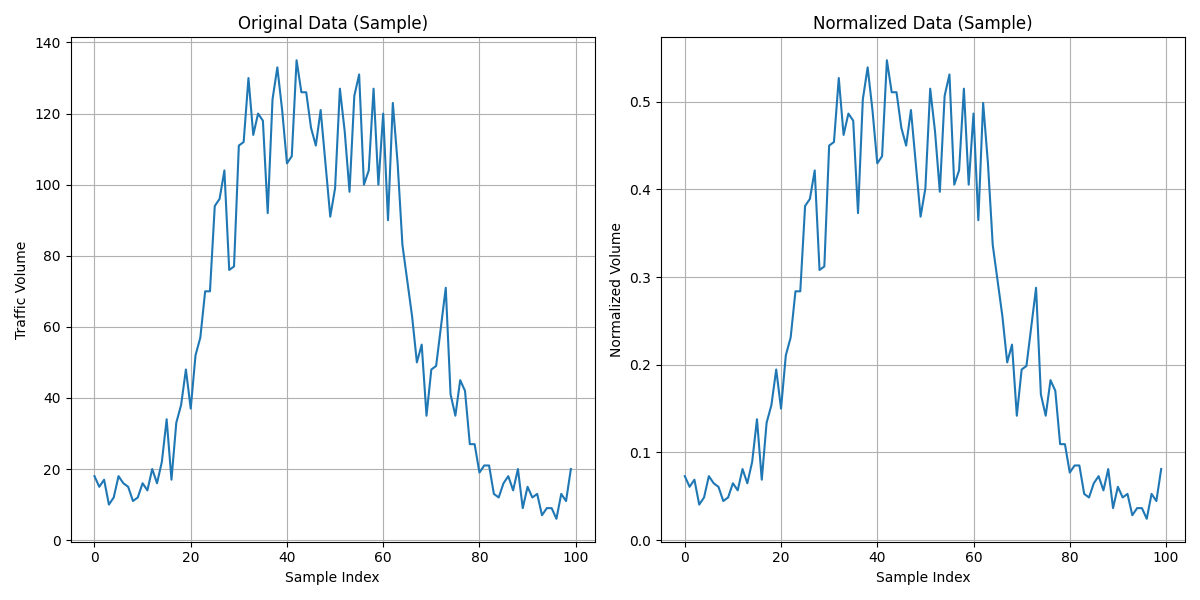 Original Data (Sample)
Traffic Volume
140
120
100
80
60
40
20
0
0 20 40 60 80 100
Sample Index
Normalized Data (Sample)
Normalized Volume
0.5
0.4
0.3
0.2
0.1
0.0
0 20 40 60 80 100
Sample Index